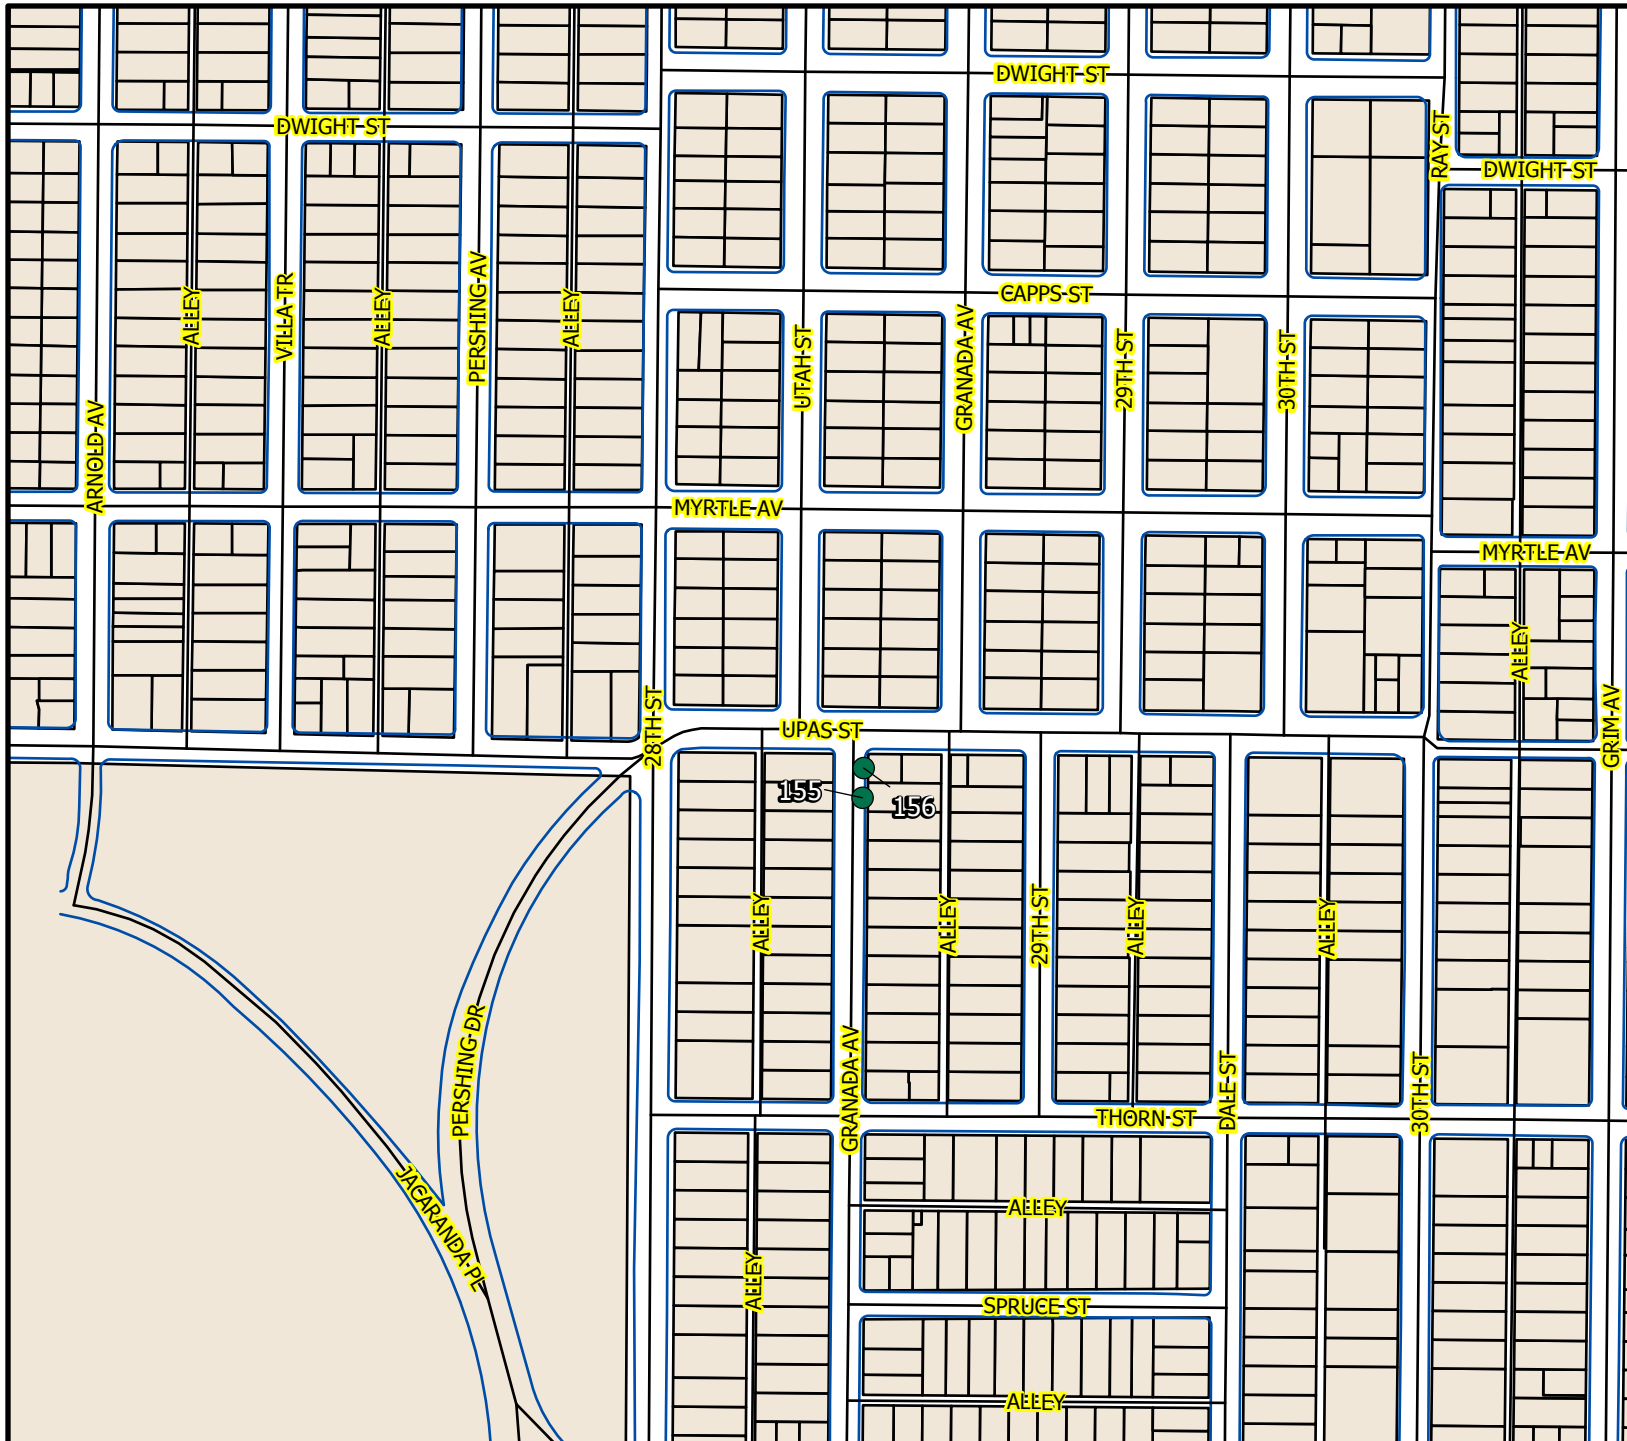 DWIGHT ST
DWIGHT ST
RAY ST
DWIGHT ST
CAPPS ST
ALLEY
VILLA TR
ALLEY
PERSHING AV
ALLEY
UTAH ST
GRANADA AV
29TH ST
30TH ST
ARNOLD AV
MYRTLE AV
MYRTLE AV
ALLEY
28TH ST
UPAS ST
GRIM AV
155
156
ALLEY
ALLEY
29TH ST
ALLEY
ALLEY
PERSHING DR
GRANADA AV
DALE ST
30TH ST
THORN ST
JACARANDA PL
ALLEY
ALLEY
SPRUCE ST
ALLEY